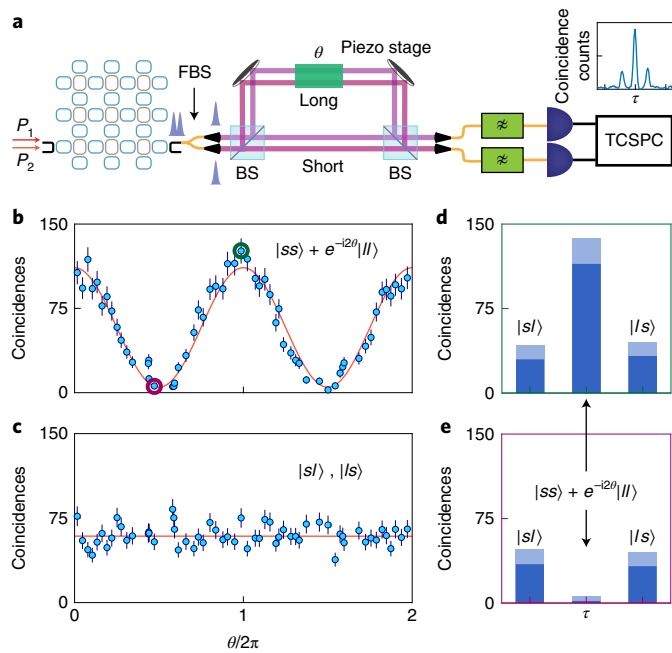 a
P1
P2
FBS
θ
Piezo stage
Long
Short
BS
BS
≉
≉
TCSPC
Coincidence
counts
τ
b
150
75
0
Coincidences
|ss⟩ + e^{−i2θ}|ll⟩
c
150
75
0
Coincidences
|sl⟩ , |ls⟩
0
1
2
θ/2π
d
150
75
0
Coincidences
|sl⟩
|ls⟩
e
150
75
0
Coincidences
|ss⟩ + e^{−i2θ}|ll⟩
|sl⟩
|ls⟩
τ